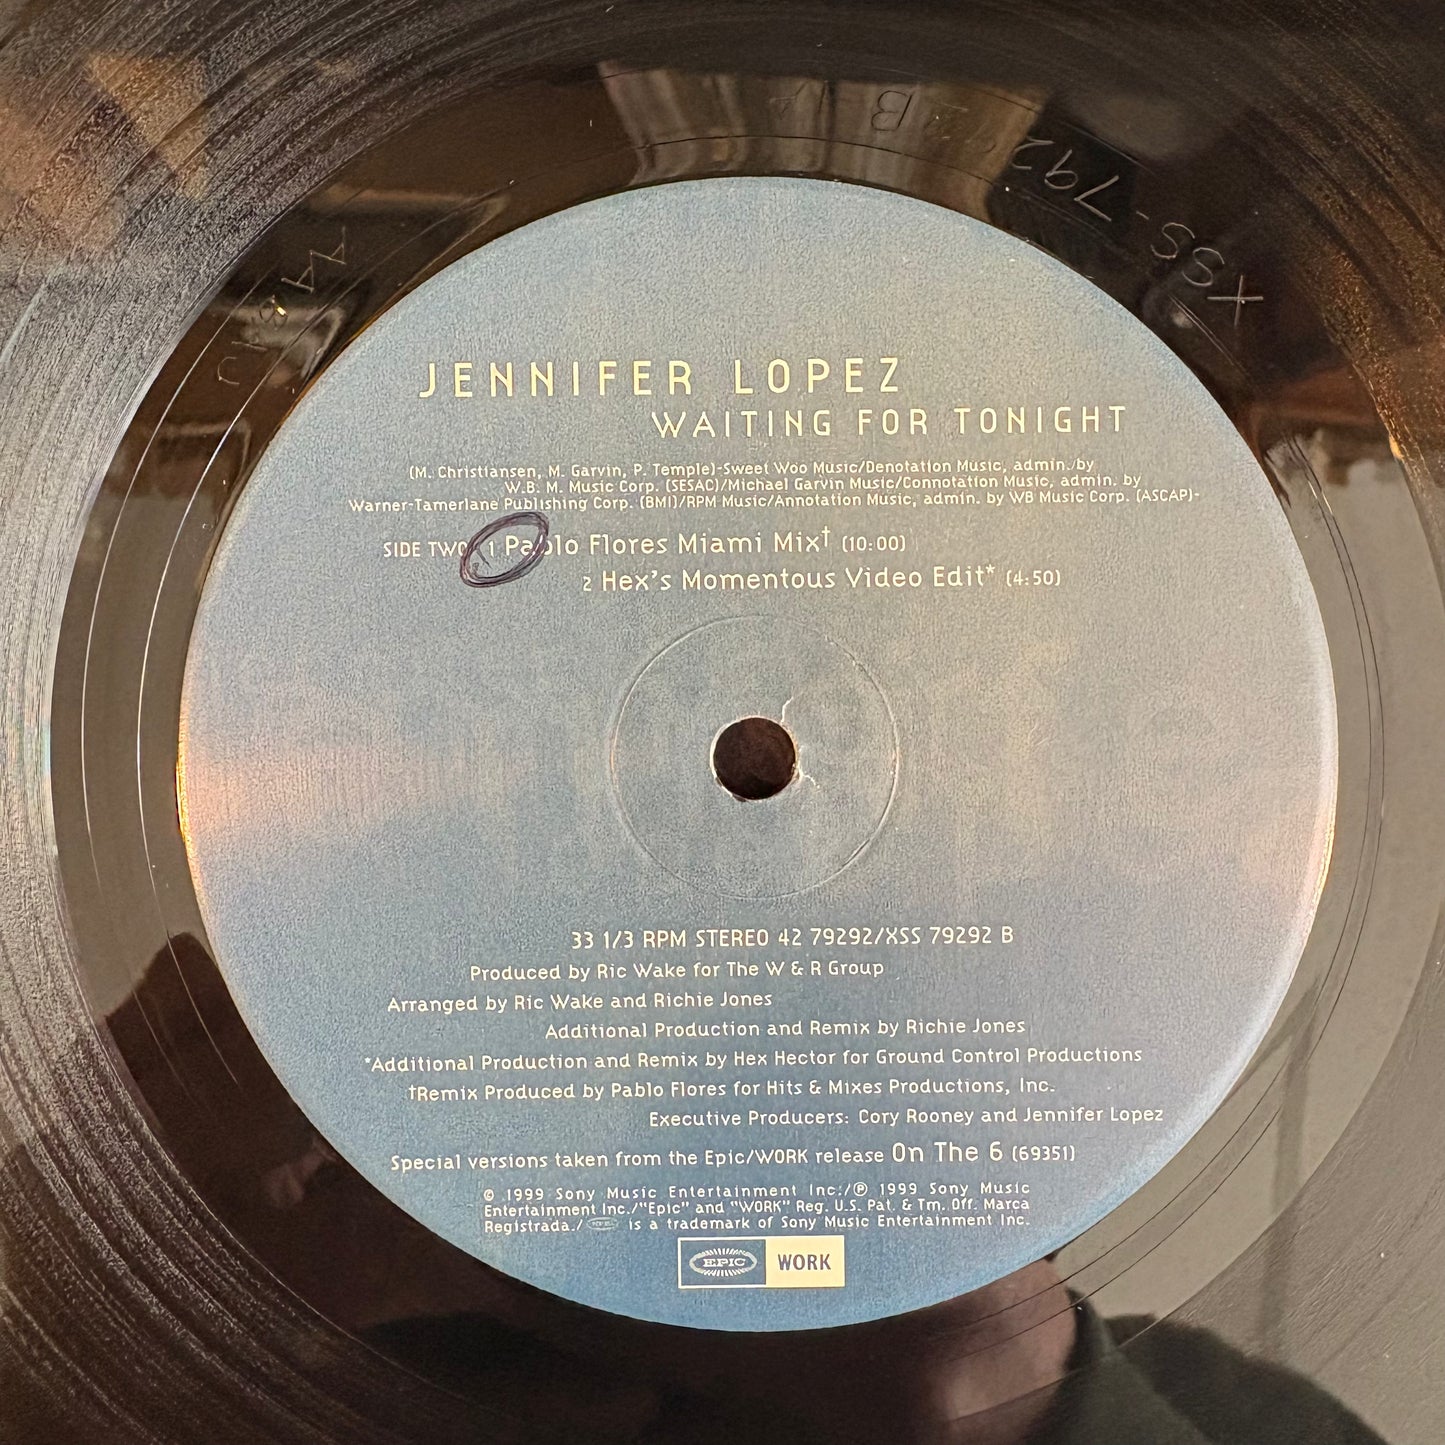 XSS-792
B
AA B
JENNIFER LOPEZ
WAITING FOR TONIGHT
(M. Christiansen, M. Garvin, P. Temple)-Sweet Woo Music/Denotation Music, admin./by
W.B. M. Music Corp. (SESAC)/Michael Garvin Music/Connotation Music, admin. by
Warner-Tamerlane Publishing Corp. (BMI)/RPM Music/Annotation Music, admin. by WB Music Corp. (ASCAP)-
SIDE TWO: 1 Pablo Flores Miami Mix† (10:00)
2 Hex's Momentous Video Edit* (4:50)
33 1/3 RPM STEREO 42 79292/XSS 79292 B
Produced by Ric Wake for The W & R Group
Arranged by Ric Wake and Richie Jones
Additional Production and Remix by Richie Jones
*Additional Production and Remix by Hex Hector for Ground Control Productions
†Remix Produced by Pablo Flores for Hits & Mixes Productions, Inc.
Executive Producers: Cory Rooney and Jennifer Lopez
Special versions taken from the Epic/WORK release On The 6 (69351)
© 1999 Sony Music Entertainment Inc./℗ 1999 Sony Music
Entertainment Inc./"Epic" and "WORK" Reg. U.S. Pat. & Tm. Off. Marca
Registrada./ is a trademark of Sony Music Entertainment Inc.
EPIC WORK